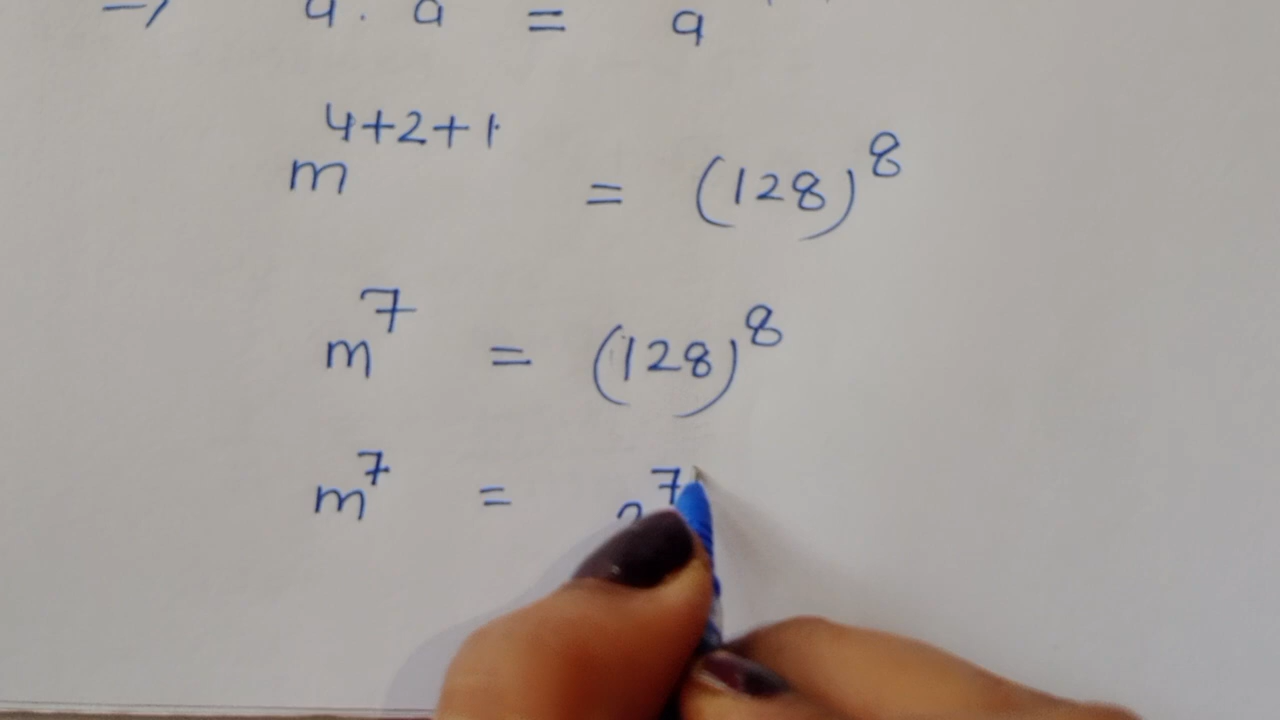 a . a = a
m^4+2+1 = (128)^8
m^7 = (128)^8
m^7 = 2^7